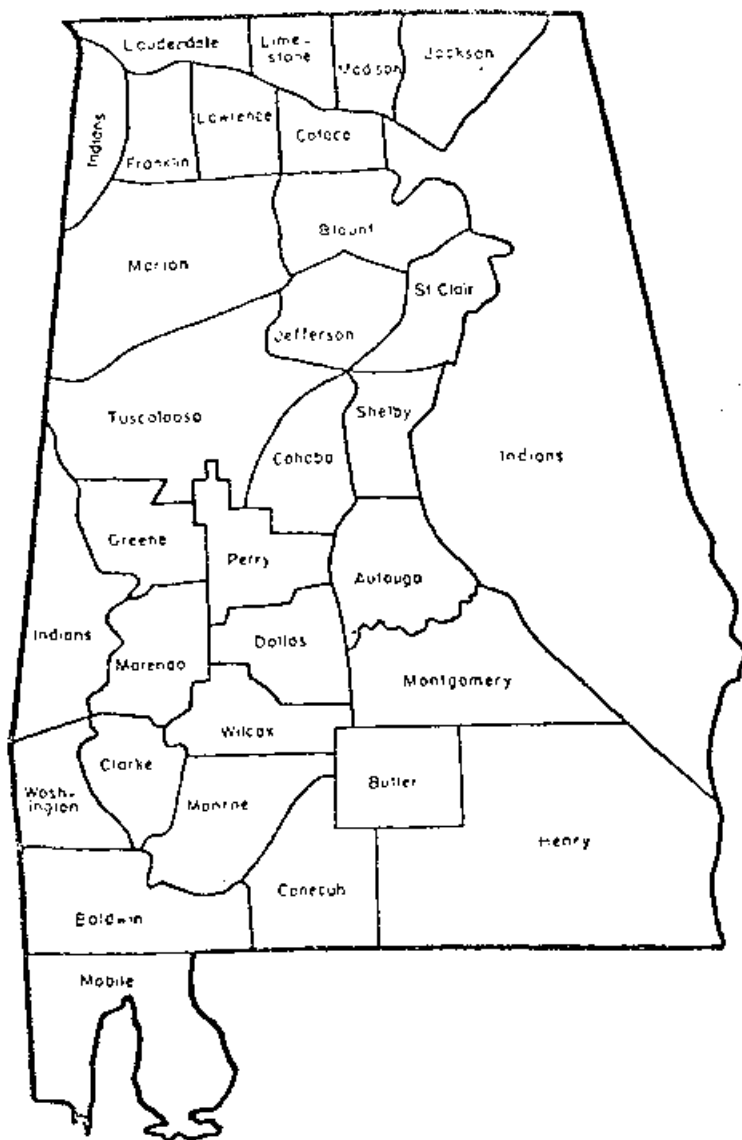 Lauderdale
Lime-
stone
Madison
Jackson
Indians
Franklin
Lawrence
Cotaco
Blount
Marion
St Clair
Jefferson
Tuscaloosa
Shelby
Cahaba
Indians
Greene
Perry
Autauga
Indians
Marengo
Dallas
Montgomery
Wilcox
Clarke
Wash-
ington
Monroe
Butler
Henry
Conecuh
Baldwin
Mobile